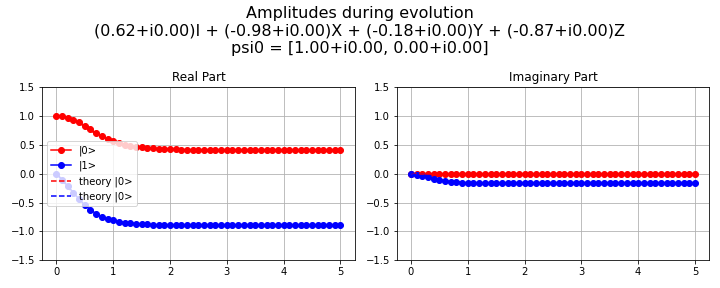 Amplitudes during evolution
(0.62+i0.00)I + (-0.98+i0.00)X + (-0.18+i0.00)Y + (-0.87+i0.00)Z
psi0 = [1.00+i0.00, 0.00+i0.00]
Real Part
1.5
1.0
0.5
0.0
−0.5
−1.0
−1.5
|0>
|1>
theory |0>
theory |0>
0 1 2 3 4 5
Imaginary Part
1.5
1.0
0.5
0.0
−0.5
−1.0
−1.5
0 1 2 3 4 5